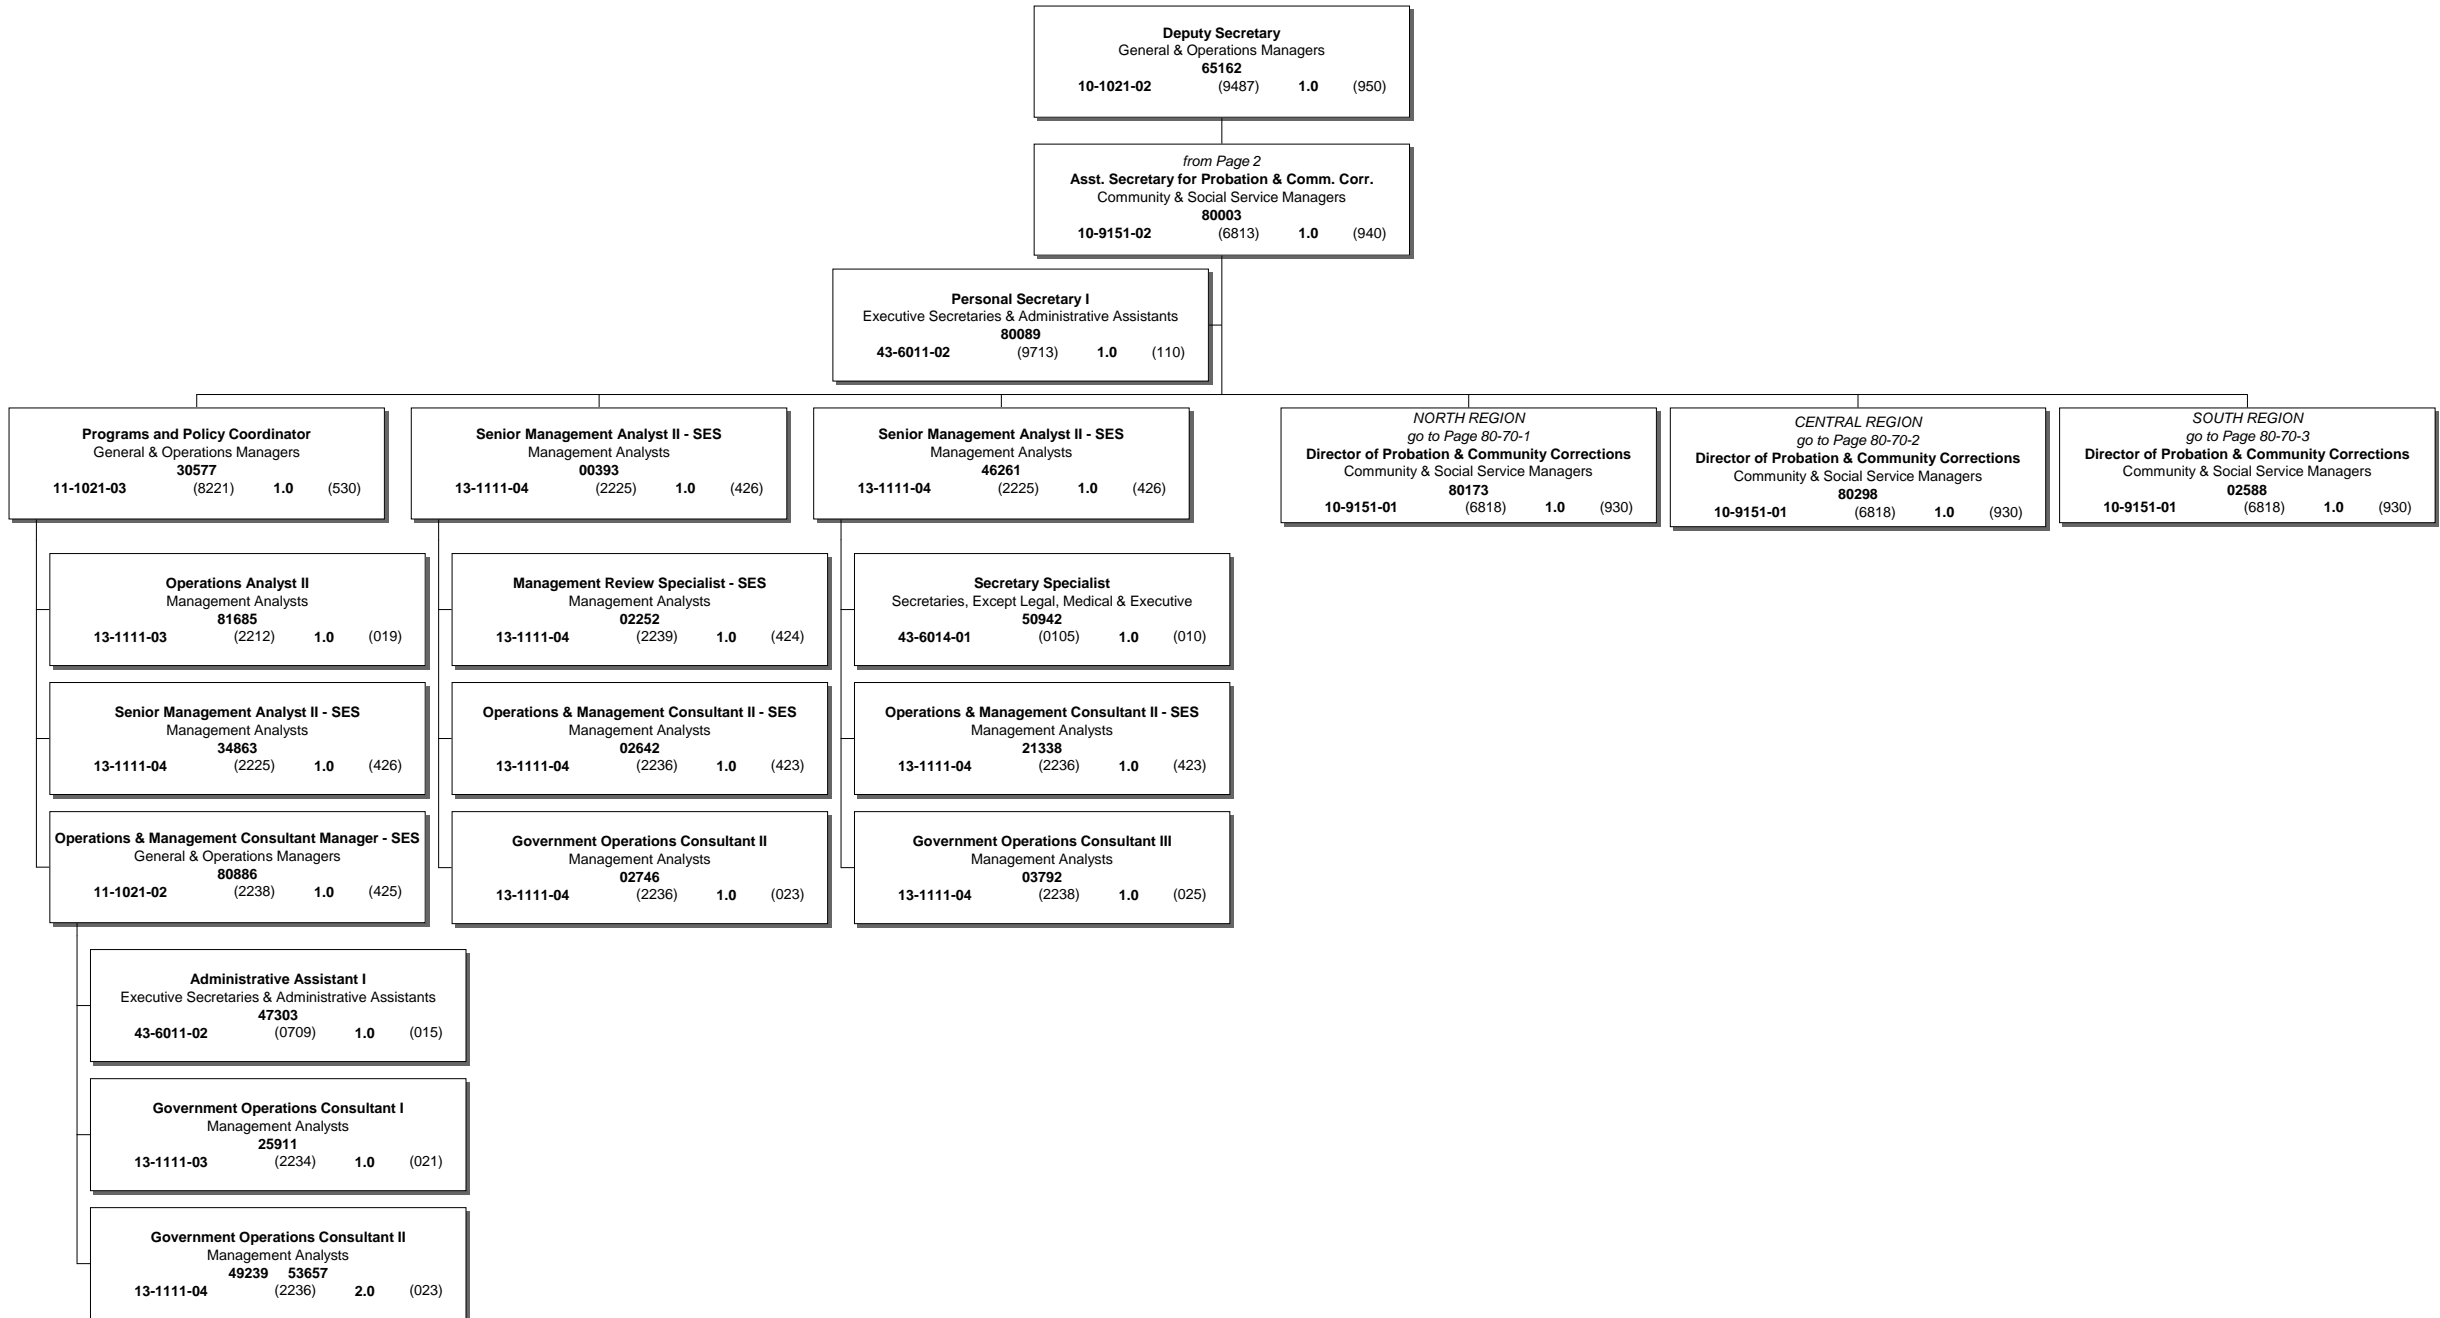 Deputy Secretary
General & Operations Managers
65162
10-1021-02 (9487) 1.0 (950)
from Page 2
Asst. Secretary for Probation & Comm. Corr.
Community & Social Service Managers
80003
10-9151-02 (6813) 1.0 (940)
Personal Secretary I
Executive Secretaries & Administrative Assistants
80089
43-6011-02 (9713) 1.0 (110)
Programs and Policy Coordinator
General & Operations Managers
30577
11-1021-03 (8221) 1.0 (530)
Senior Management Analyst II - SES
Management Analysts
00393
13-1111-04 (2225) 1.0 (426)
Senior Management Analyst II - SES
Management Analysts
46261
13-1111-04 (2225) 1.0 (426)
NORTH REGION
go to Page 80-70-1
Director of Probation & Community Corrections
Community & Social Service Managers
80173
10-9151-01 (6818) 1.0 (930)
CENTRAL REGION
go to Page 80-70-2
Director of Probation & Community Corrections
Community & Social Service Managers
80298
10-9151-01 (6818) 1.0 (930)
SOUTH REGION
go to Page 80-70-3
Director of Probation & Community Corrections
Community & Social Service Managers
02588
10-9151-01 (6818) 1.0 (930)
Operations Analyst II
Management Analysts
81685
13-1111-03 (2212) 1.0 (019)
Management Review Specialist - SES
Management Analysts
02252
13-1111-04 (2239) 1.0 (424)
Secretary Specialist
Secretaries, Except Legal, Medical & Executive
50942
43-6014-01 (0105) 1.0 (010)
Senior Management Analyst II - SES
Management Analysts
34863
13-1111-04 (2225) 1.0 (426)
Operations & Management Consultant II - SES
Management Analysts
02642
13-1111-04 (2236) 1.0 (423)
Operations & Management Consultant II - SES
Management Analysts
21338
13-1111-04 (2236) 1.0 (423)
Operations & Management Consultant Manager - SES
General & Operations Managers
80886
11-1021-02 (2238) 1.0 (425)
Government Operations Consultant II
Management Analysts
02746
13-1111-04 (2236) 1.0 (023)
Government Operations Consultant III
Management Analysts
03792
13-1111-04 (2238) 1.0 (025)
Administrative Assistant I
Executive Secretaries & Administrative Assistants
47303
43-6011-02 (0709) 1.0 (015)
Government Operations Consultant I
Management Analysts
25911
13-1111-03 (2234) 1.0 (021)
Government Operations Consultant II
Management Analysts
49239 53657
13-1111-04 (2236) 2.0 (023)